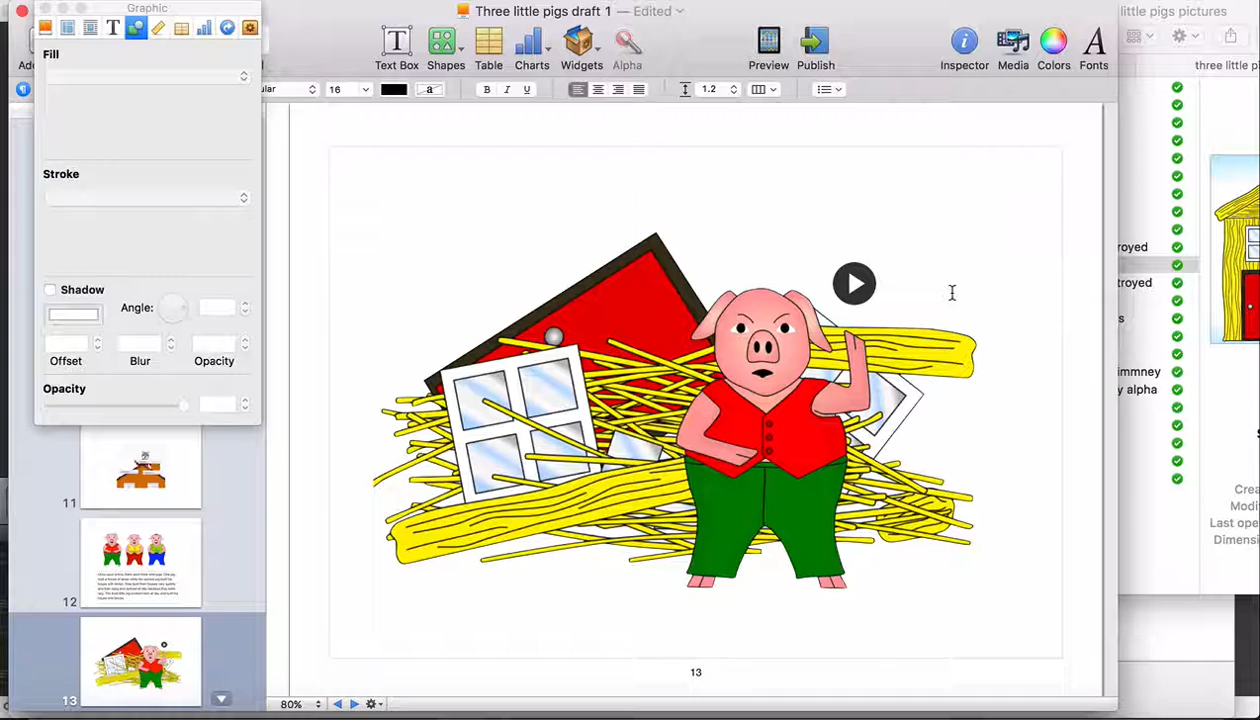 Graphic
Three little pigs draft 1 — Edited
little pigs pictures
T
Text Box
Shapes
Table
Charts
Widgets
Alpha
Preview
Publish
Inspector
Media
Colors
Fonts
three little pi
Fill
ular
16
a
B
I
U
1.2
Stroke
Shadow
Angle:
Offset
Blur
Opacity
Opacity
royed
troyed
s
immney
y alpha
Crea
Modi
Last ope
Dimensi
11
12
13
13
80%